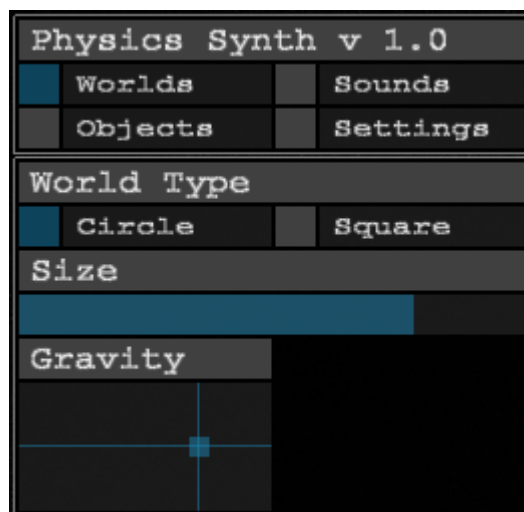 Physics Synth v 1.0
Worlds Sounds
Objects Settings
World Type
Circle Square
Size
Gravity